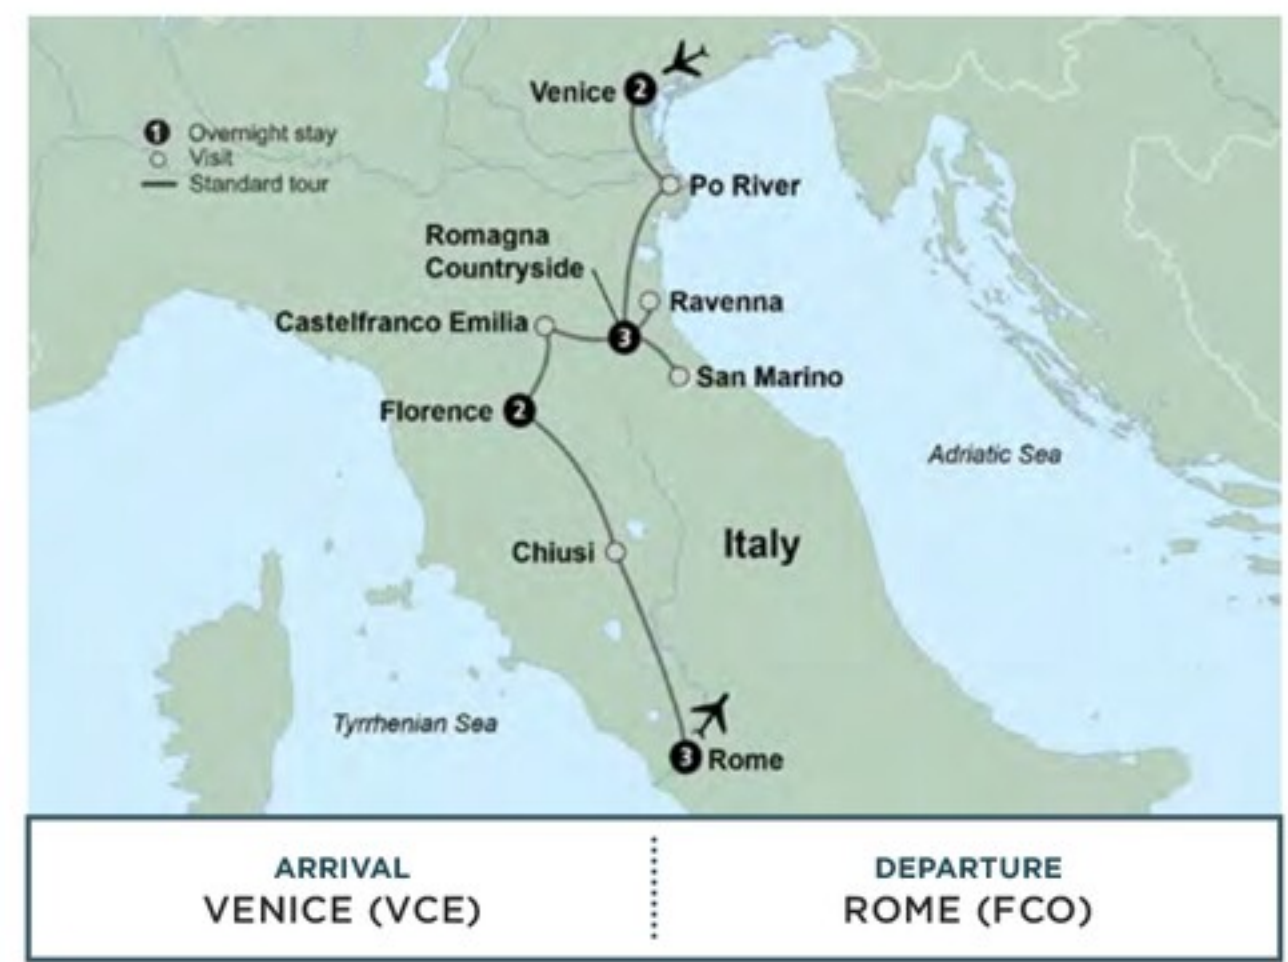 Venice 2
1 Overnight stay
Visit
Standard tour
Po River
Romagna
Countryside
Ravenna
Castelfranco Emilia
3
San Marino
Florence 2
Adriatic Sea
Chiusi
Italy
Tyrrhenian Sea
3 Rome
ARRIVAL
VENICE (VCE)
DEPARTURE
ROME (FCO)